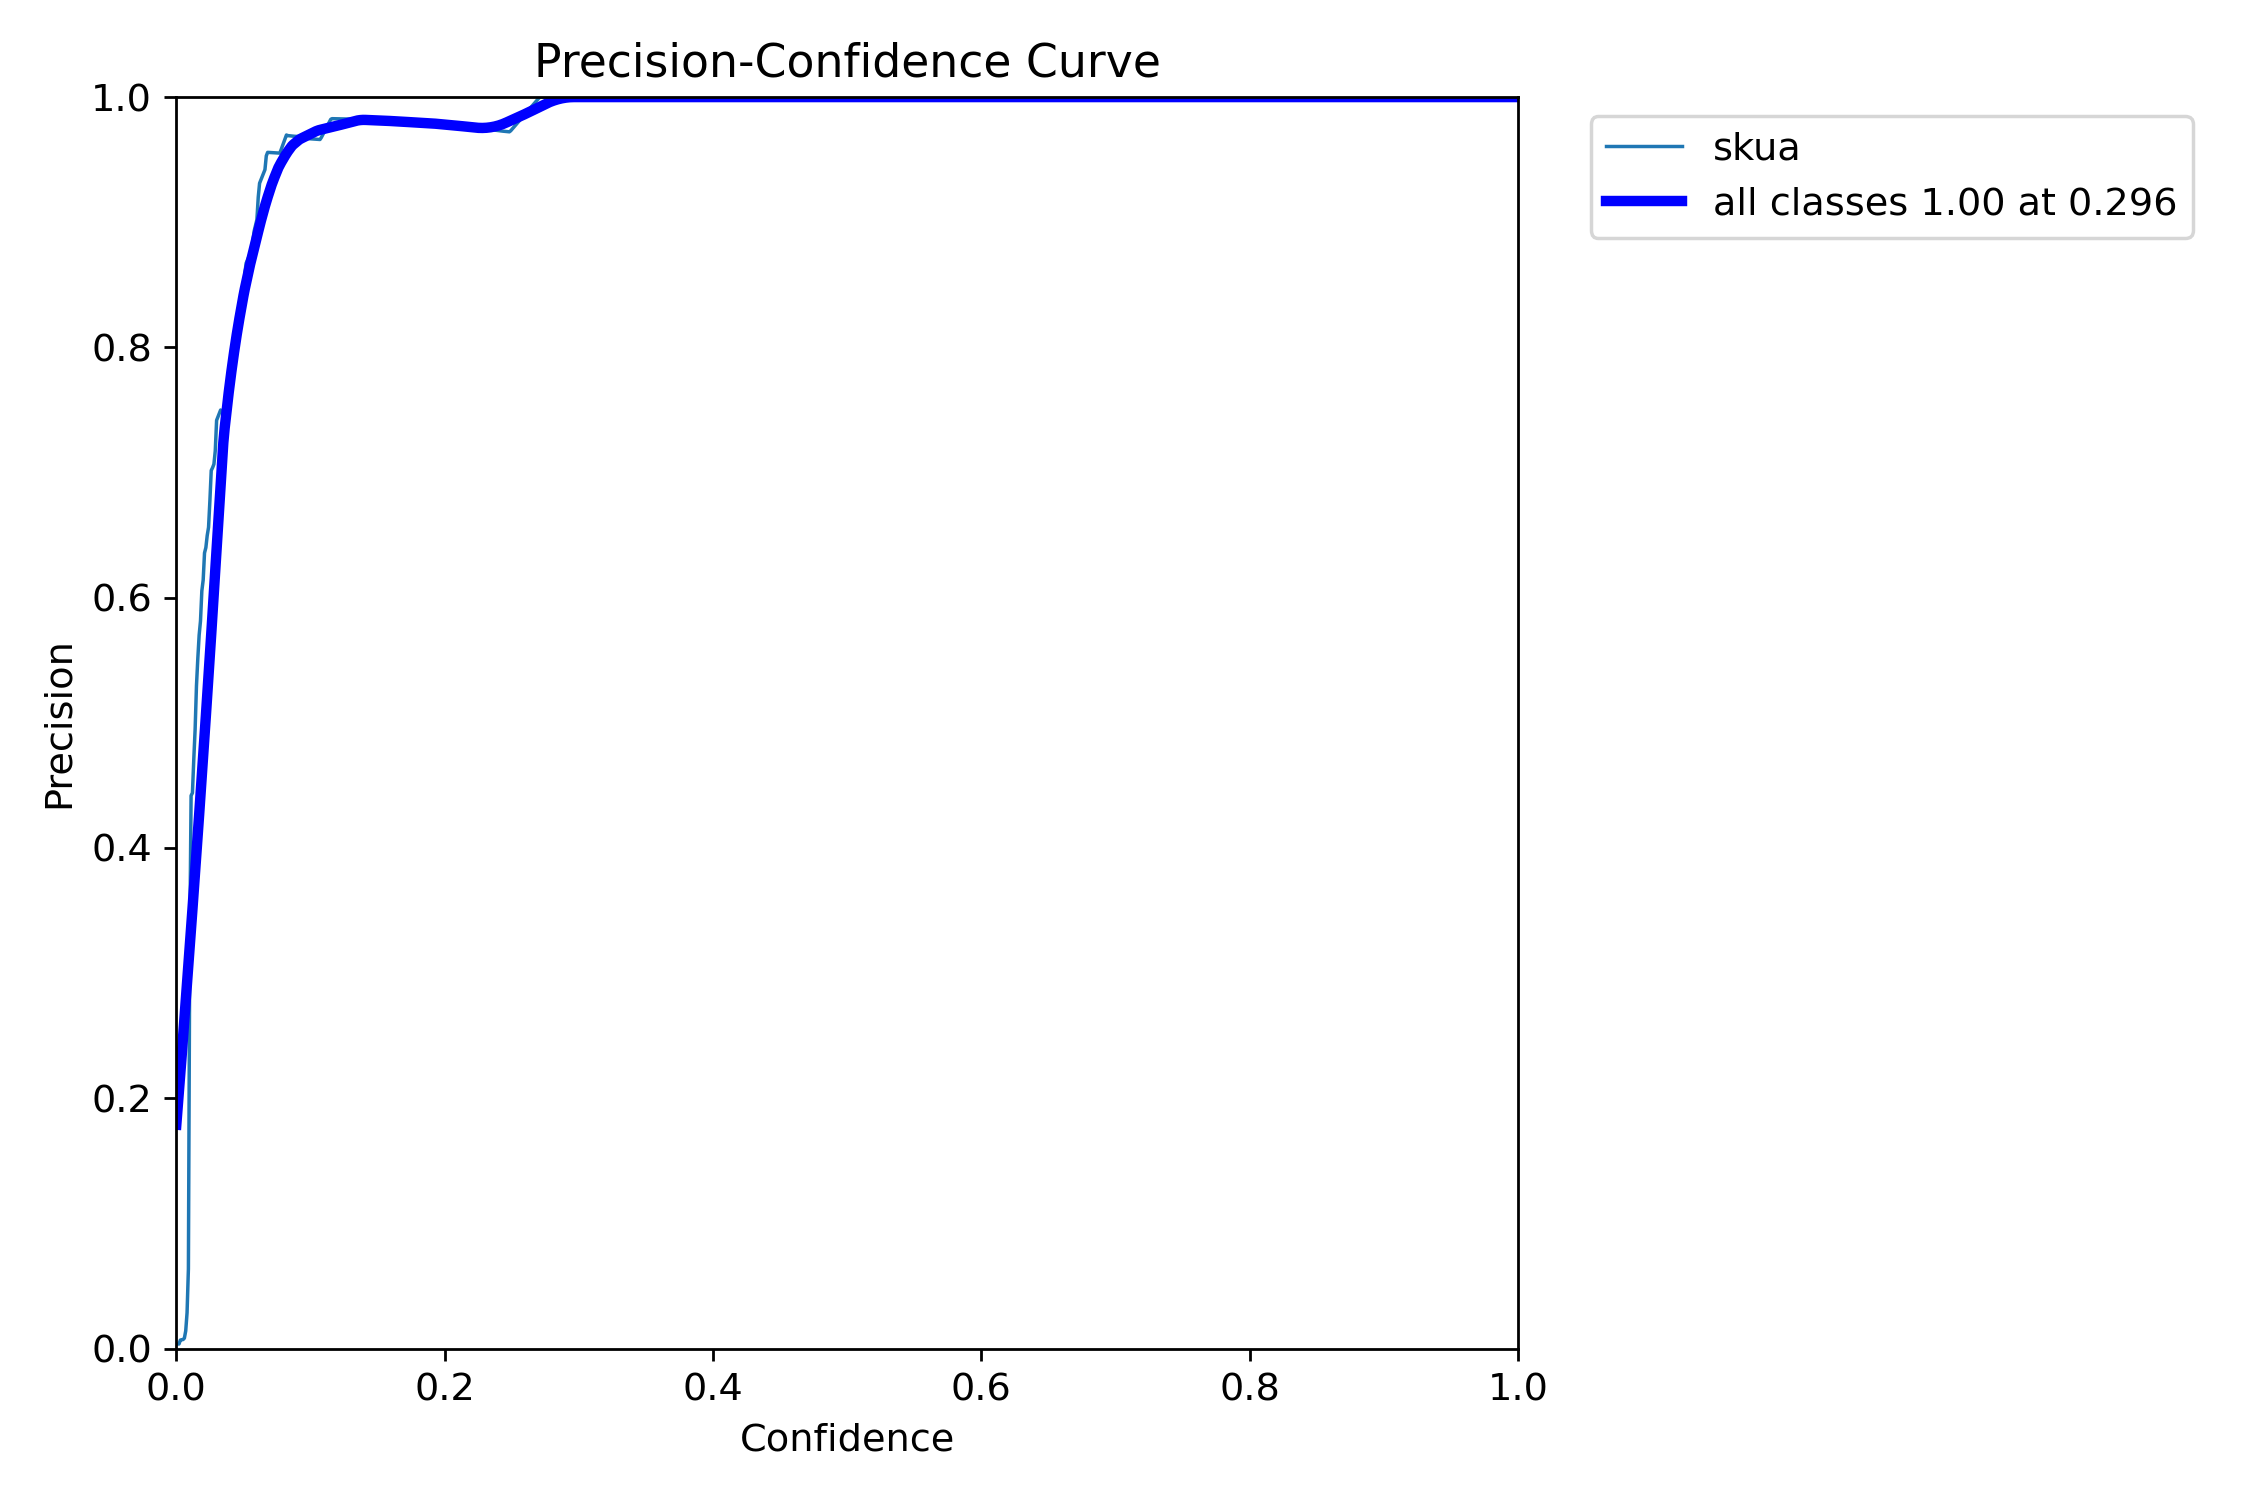 Precision-Confidence Curve
1.0
0.8
0.6
0.4
0.2
0.0
Precision
0.0 0.2 0.4 0.6 0.8 1.0
Confidence
skua
all classes 1.00 at 0.296